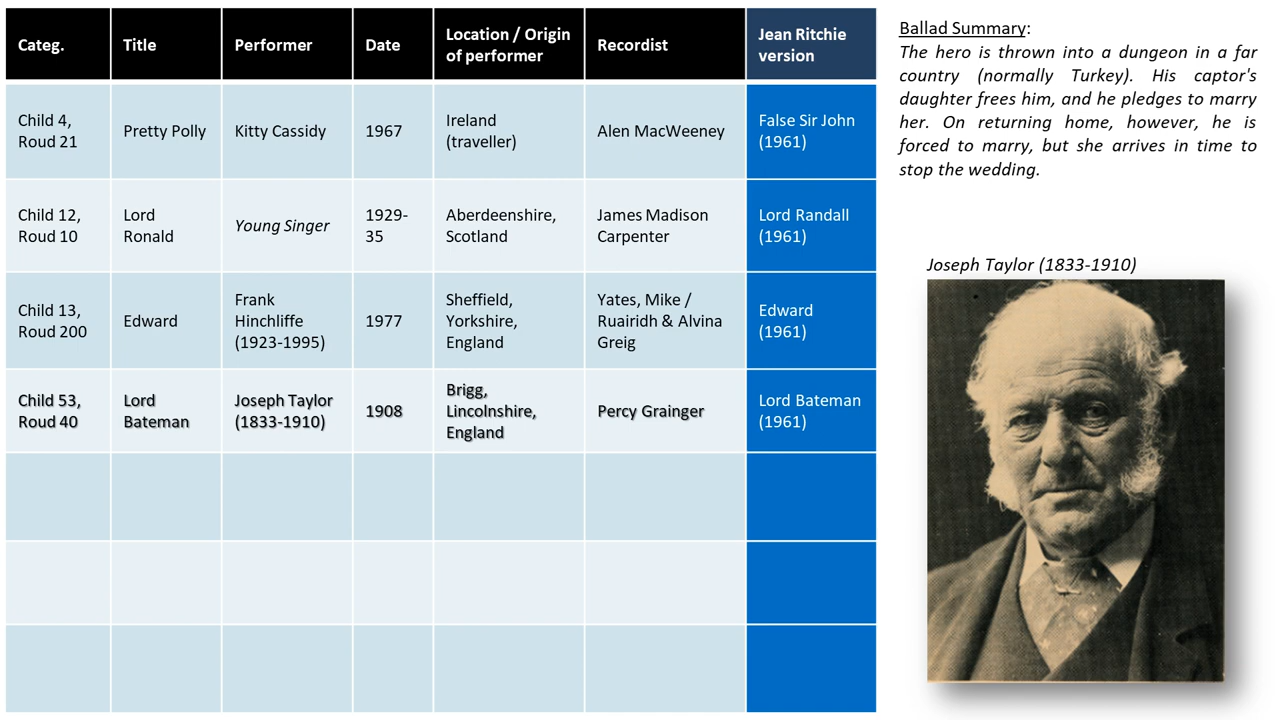 Categ.
Title
Performer
Date
Location / Origin
of performer
Recordist
Jean Ritchie
version
Child 4,
Roud 21
Pretty Polly
Kitty Cassidy
1967
Ireland
(traveller)
Alen MacWeeney
False Sir John
(1961)
Child 12,
Roud 10
Lord
Ronald
Young Singer
1929-
35
Aberdeenshire,
Scotland
James Madison
Carpenter
Lord Randall
(1961)
Child 13,
Roud 200
Edward
Frank
Hinchliffe
(1923-1995)
1977
Sheffield,
Yorkshire,
England
Yates, Mike /
Ruairidh & Alvina
Greig
Edward
(1961)
Child 53,
Roud 40
Lord
Bateman
Joseph Taylor
(1833-1910)
1908
Brigg,
Lincolnshire,
England
Percy Grainger
Lord Bateman
(1961)
Ballad Summary:
The hero is thrown into a dungeon in a far
country (normally Turkey). His captor's
daughter frees him, and he pledges to marry
her. On returning home, however, he is
forced to marry, but she arrives in time to
stop the wedding.
Joseph Taylor (1833-1910)